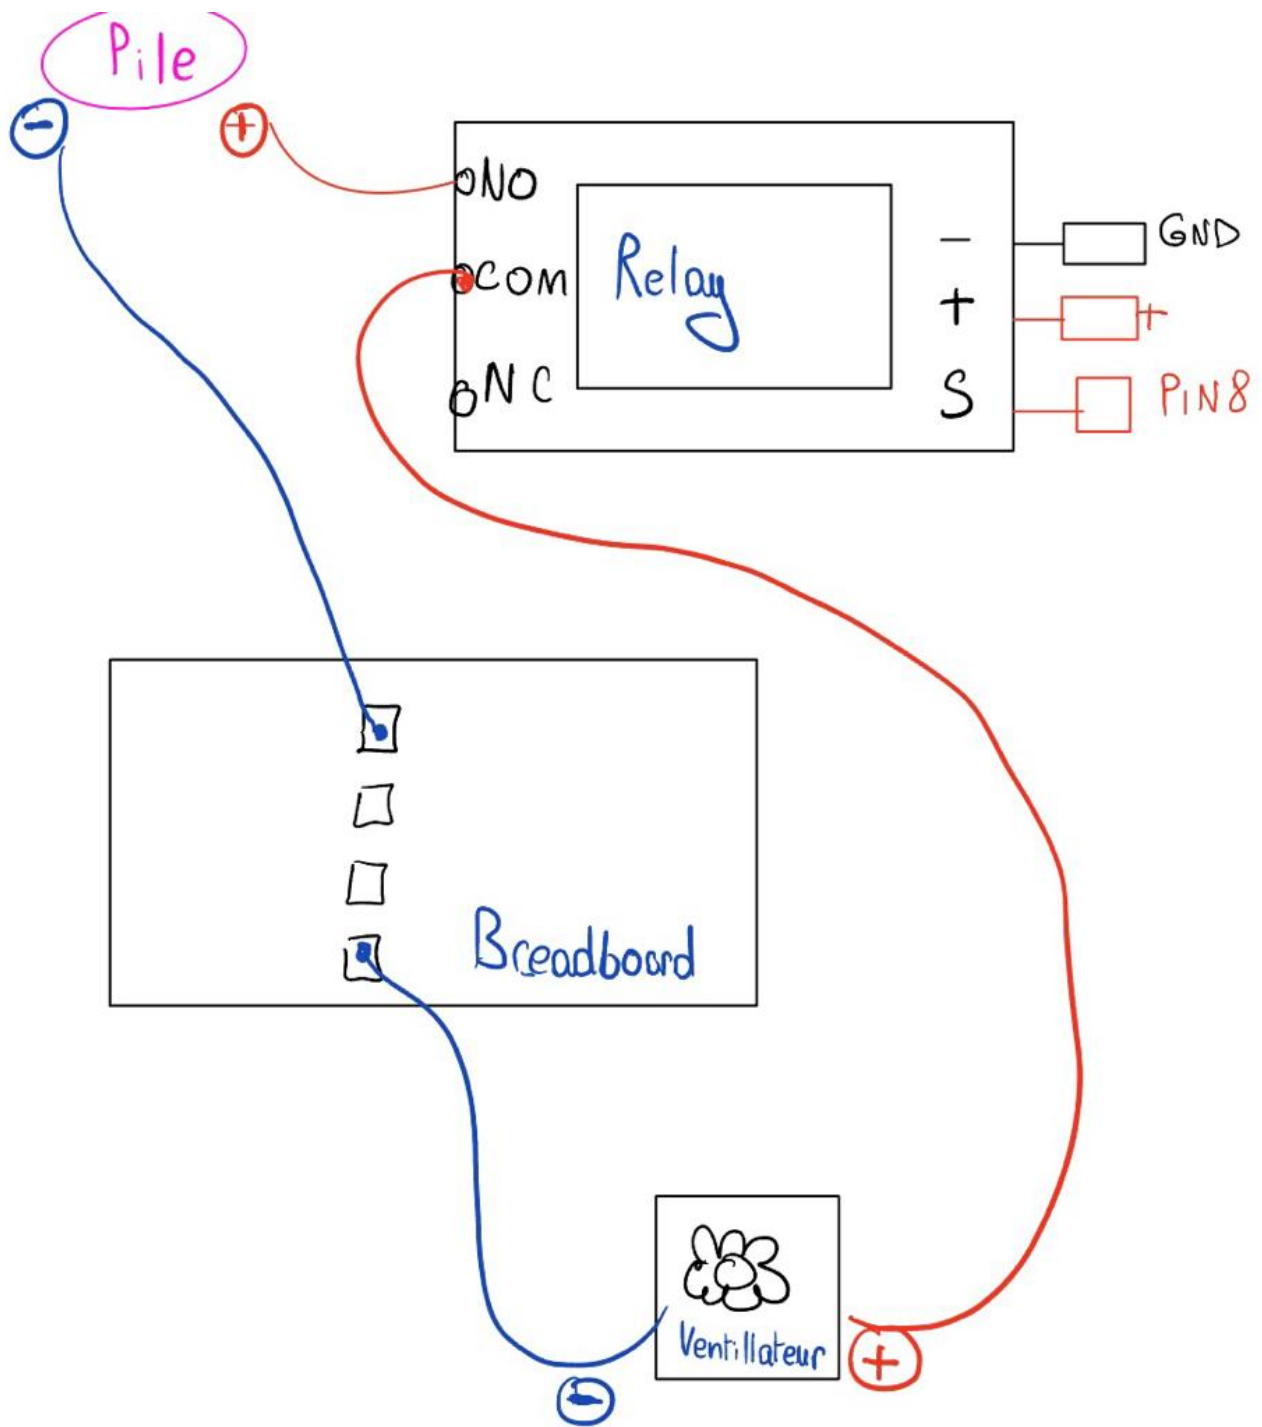 Pile
-
+
NO
Relay
-
GND
COM
+
+
NC
S
PIN8
Breadboard
Ventillateur
+
-